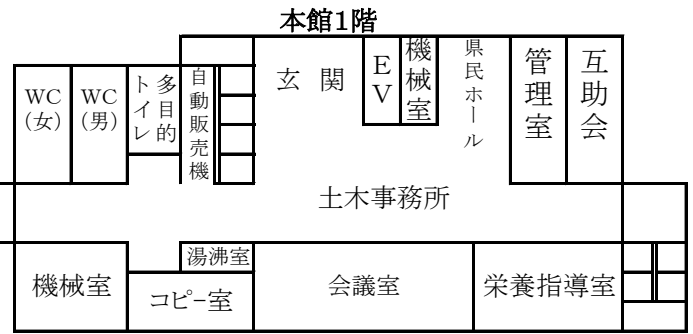 本館1階
WC
(女)
WC
(男)
多目的
トイレ
自動販売機
玄 関
EV
機械室
県民ホール
管理室
互助会
土木事務所
機械室
湯沸室
コピー室
会議室
栄養指導室